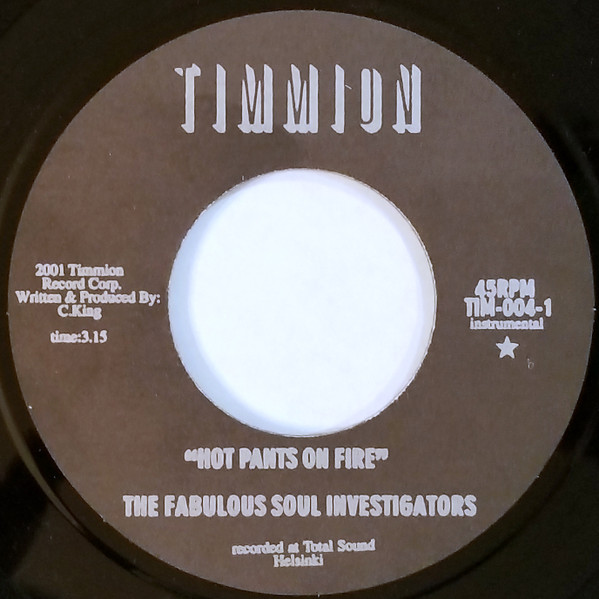 TIMMION
2001 Timmion
Record Corp.
Written & Produced By:
C.King
time:3.15
45RPM
TIM-004-1
instrumental
"HOT PANTS ON FIRE"
THE FABULOUS SOUL INVESTIGATORS
recorded at Total Sound
Helsinki